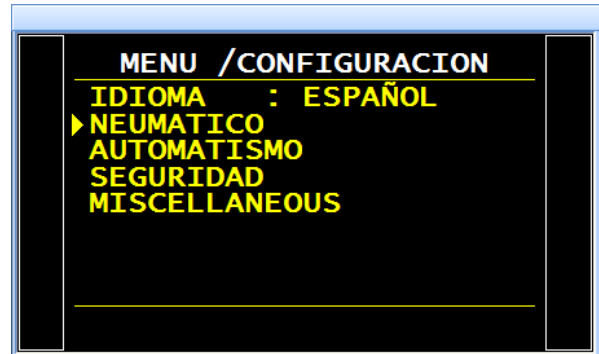 MENU /CONFIGURACION
IDIOMA : ESPAÑOL
NEUMATICO
AUTOMATISMO
SEGURIDAD
MISCELLANEOUS